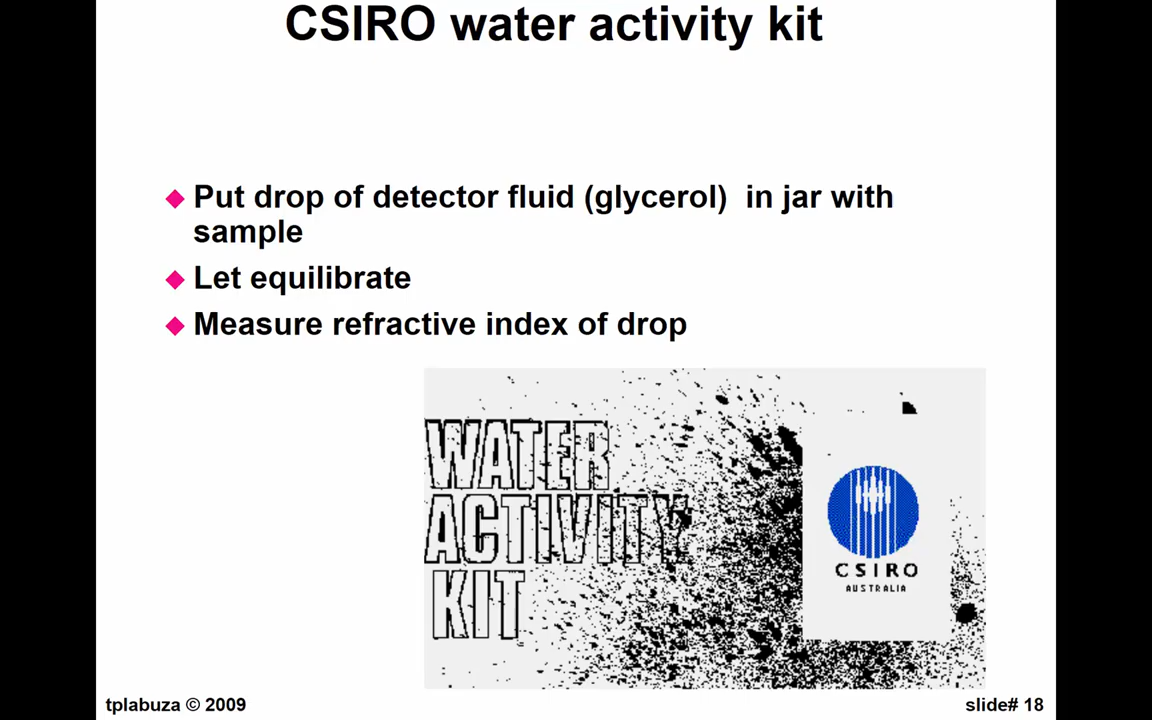 CSIRO water activity kit
Put drop of detector fluid (glycerol) in jar with
sample
Let equilibrate
Measure refractive index of drop
WATER
ACTIVITY
KIT
CSIRO
AUSTRALIA
tplabuza © 2009
slide# 18